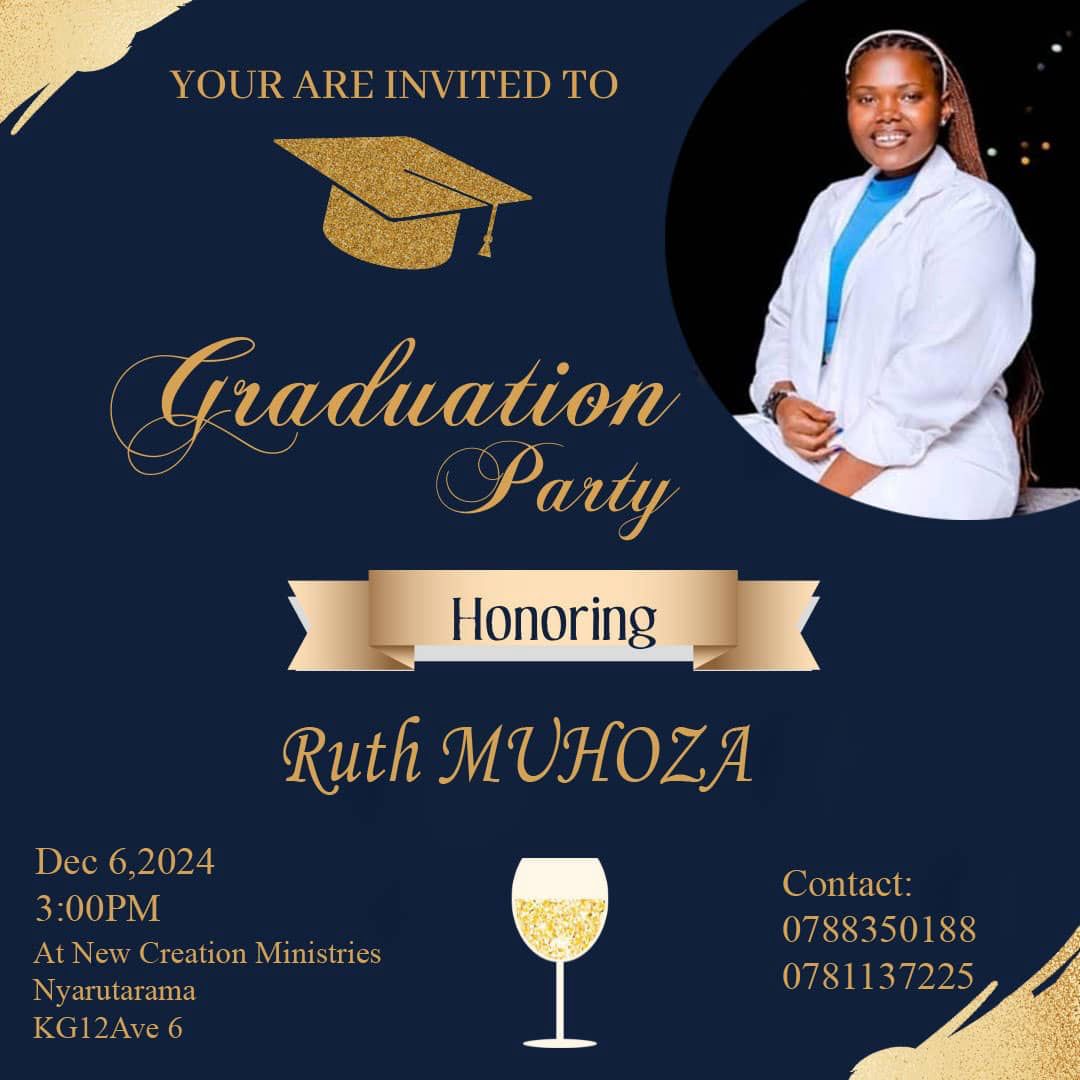 YOUR ARE INVITED TO
Graduation
Party
Honoring
Ruth MUHOZA
Dec 6,2024
3:00PM
At New Creation Ministries
Nyarutarama
KG12Ave 6
Contact:
0788350188
0781137225